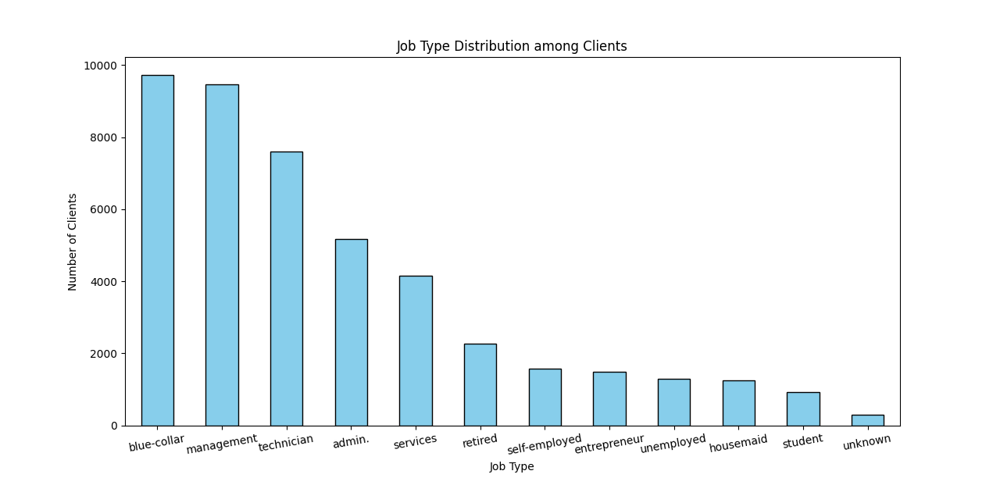 Job Type Distribution among Clients
10000
8000
6000
4000
2000
0
Number of Clients
blue-collar
management
technician
admin.
services
retired
self-employed
entrepreneur
unemployed
housemaid
student
unknown
Job Type